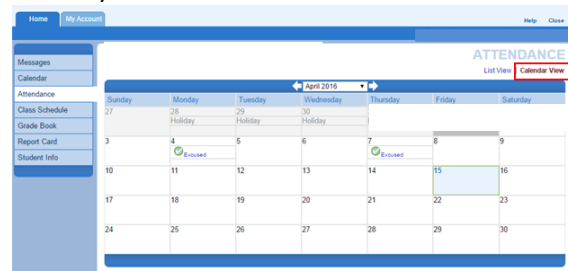 Home My Account Help Close
ATTENDANCE
List View | Calendar View
Messages
Calendar
Attendance
Class Schedule
Grade Book
Report Card
Student Info
April 2016
Sunday Monday Tuesday Wednesday Thursday Friday Saturday
27 28 29 30
Holiday Holiday Holiday
3 4 5 6 7 8 9
Excused Excused
10 11 12 13 14 15 16
17 18 19 20 21 22 23
24 25 26 27 28 29 30